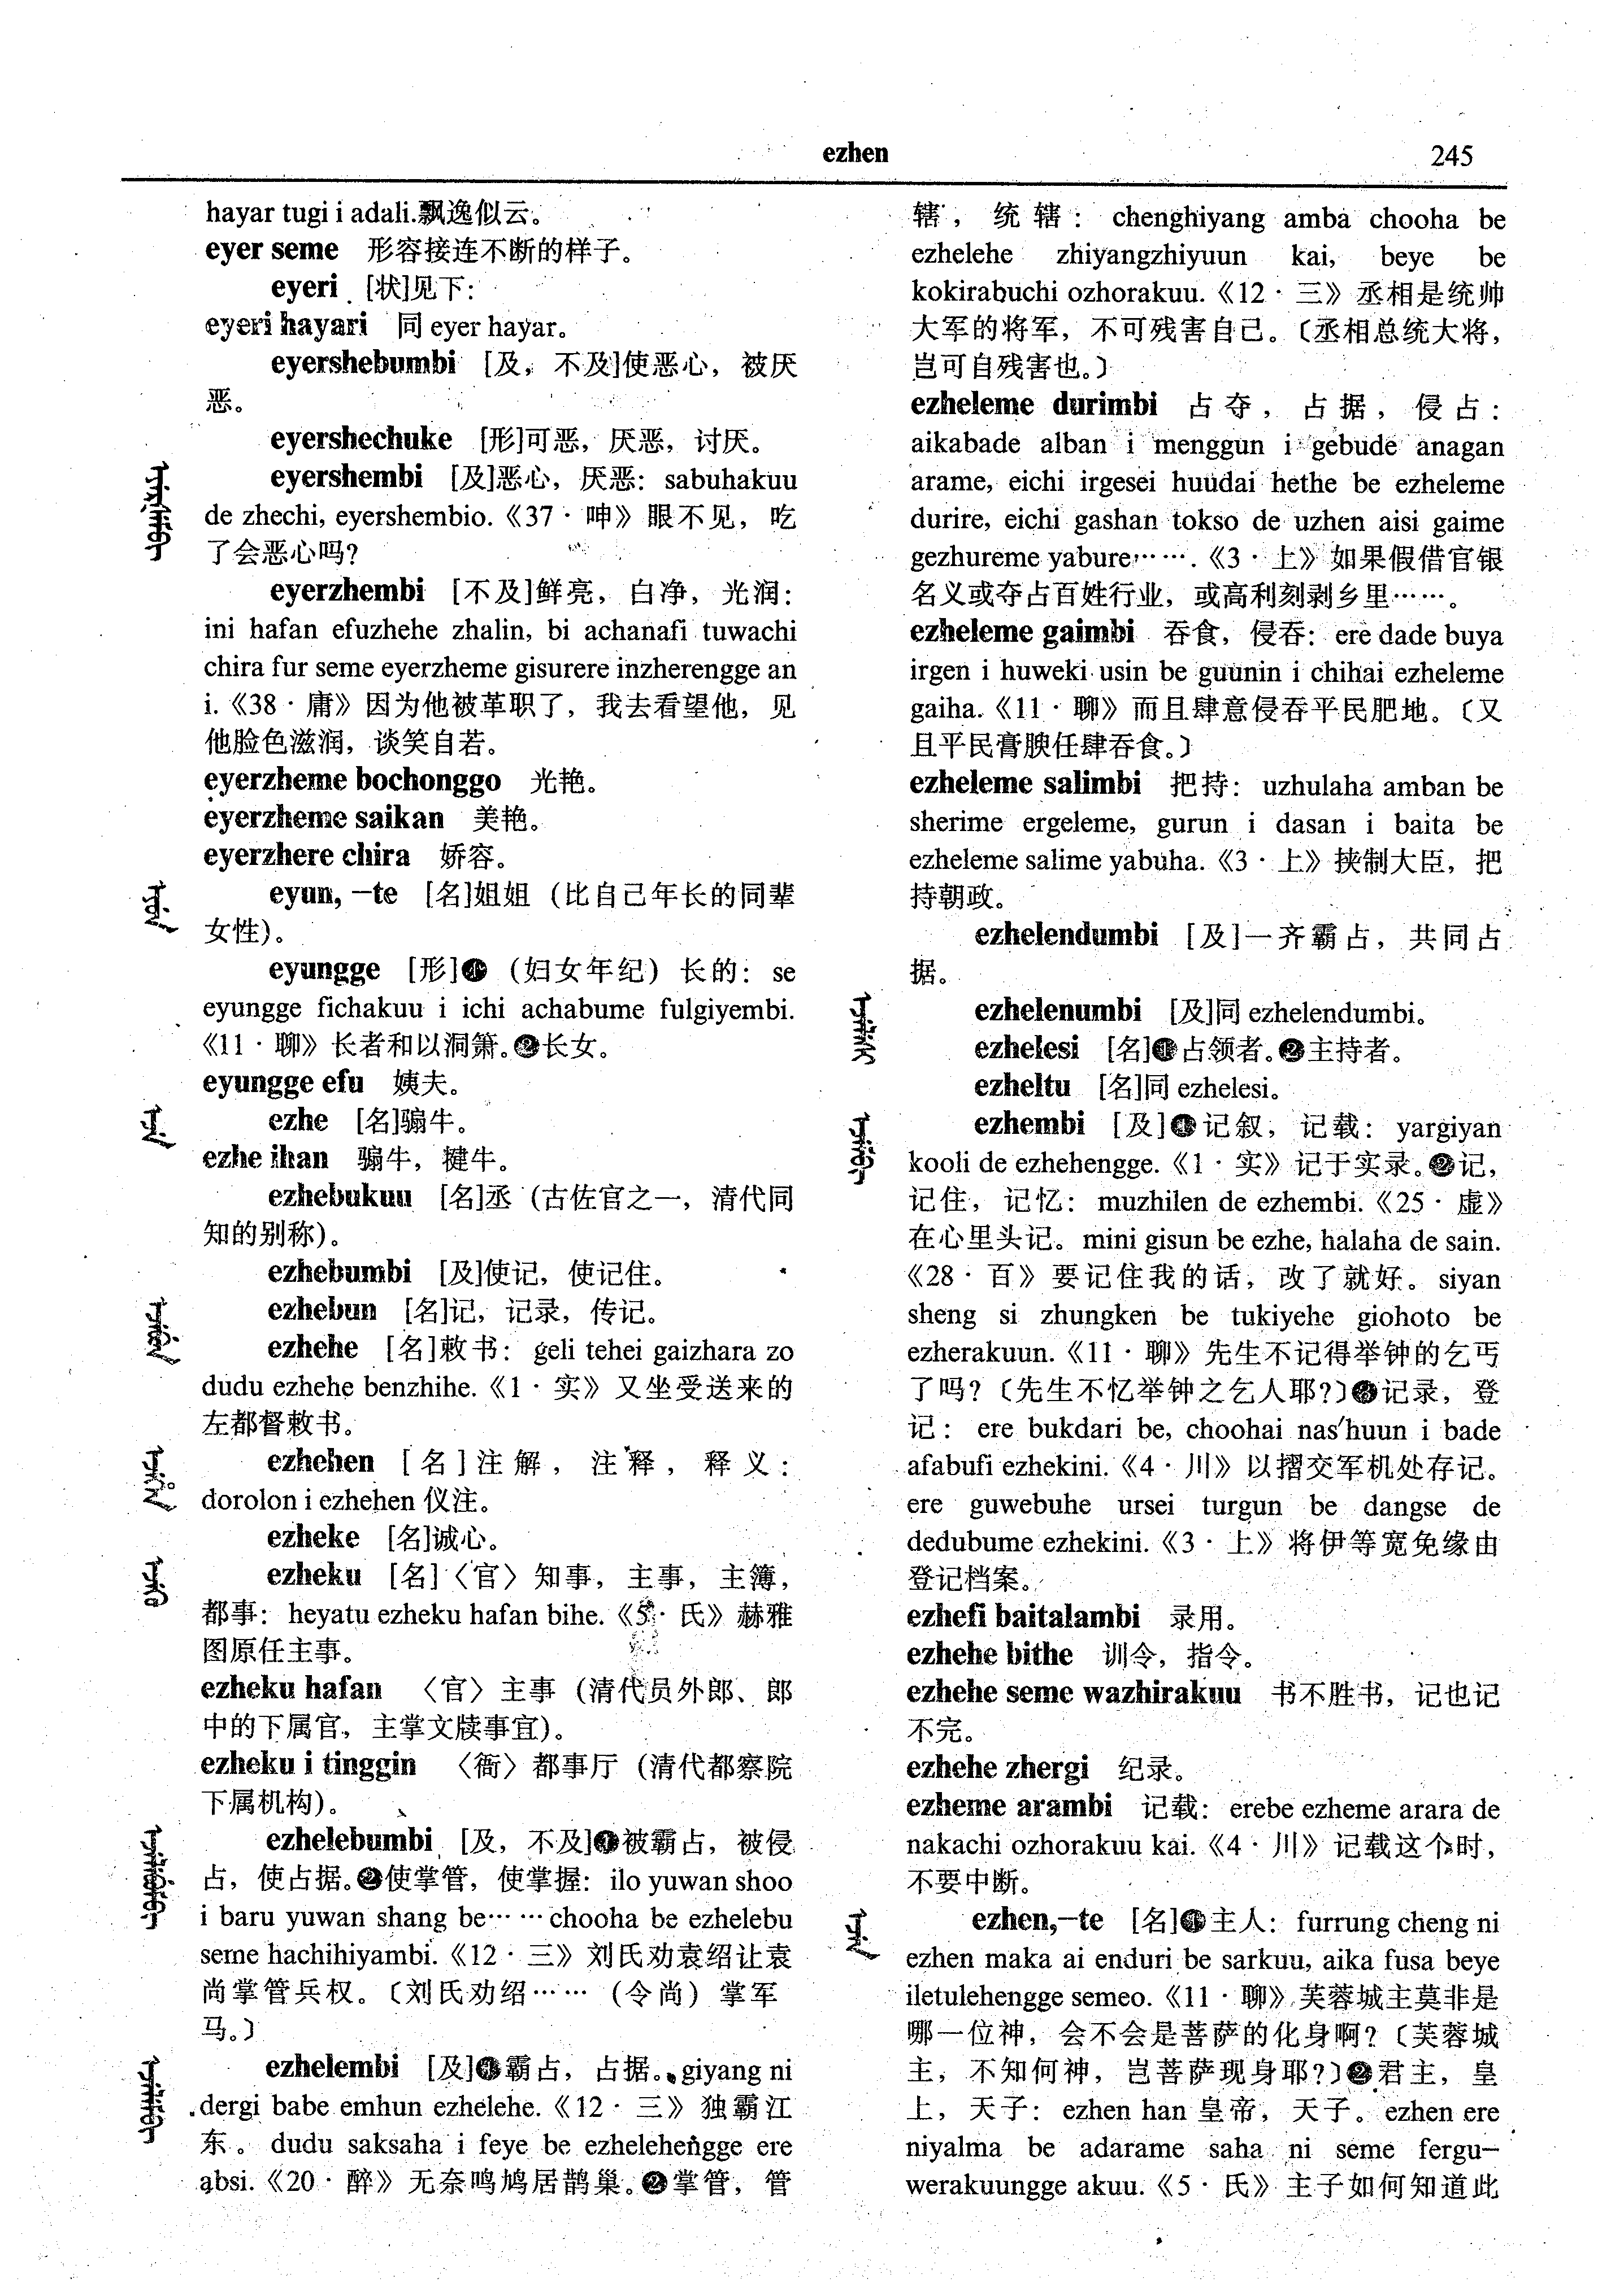 ezhen
245
hayar tugi i adali.飘逸似云。
eyer seme 形容接连不断的样子。
eyeri [状]见下:
eyeri hayari 同 eyer hayar。
eyershebumbi [及，不及]使恶心，被厌
恶。
eyershechuke [形]可恶，厌恶，讨厌。
eyershembi [及]恶心，厌恶: sabuhakuu
de zhechi, eyershembio.《37·呻》眼不见，吃
了会恶心吗?
eyerzhembi [不及]鲜亮，白净，光润:
ini hafan efuzhehe zhalin, bi achanafi tuwachi
chira fur seme eyerzheme gisurere inzherengge an
i.《38·庸》因为他被革职了，我去看望他，见
他脸色滋润，谈笑自若。
eyerzheme bochonggo 光艳。
eyerzheme saikan 美艳。
eyerzhere chira 娇容。
eyun, –te [名]姐姐 (比自己年长的同辈
女性)。
eyungge [形]❶ (妇女年纪) 长的: se
eyungge fichakuu i ichi achabume fulgiyembi.
《11·聊》长者和以洞箫。❷长女。
eyungge efu 姨夫。
ezhe [名]骟牛。
ezhe ihan 骟牛，犍牛。
ezhebukuu [名]丞 (古佐官之一，清代同
知的别称)。
ezhebumbi [及]使记，使记住。
ezhebun [名]记，记录，传记。
ezhehe [名]敕书: geli tehei gaizhara zo
dudu ezhehe benzhihe.《1·实》又坐受送来的
左都督敕书。
ezhehen [名]注解，注释，释义:
dorolon i ezhehen 仪注。
ezheke [名]诚心。
ezheku [名]〈官〉知事，主事，主簿，
都事: heyatu ezheku hafan bihe.《5·氏》赫雅
图原任主事。
ezheku hafan 〈官〉主事 (清代员外郎、郎
中的下属官，主掌文牍事宜)。
ezheku i tinggin 〈衙〉都事厅 (清代都察院
下属机构)。
ezhelebumbi [及，不及]❶被霸占，被侵
占，使占据。❷使掌管，使掌握: ilo yuwan shoo
i baru yuwan shang be⋯ ⋯chooha be ezhelebu
seme hachihiyambi.《12·三》刘氏劝袁绍让袁
尚掌管兵权。〔刘氏劝绍⋯⋯ (令尚) 掌军
马。〕
ezhelembi [及]❶霸占，占据。giyang ni
dergi babe emhun ezhelehe.《12·三》独霸江
东。 dudu saksaha i feye be ezhelehengge ere
absi.《20·醉》无奈鸣鸠居鹊巢。❷掌管，管
辖，统辖: chenghiyang amba chooha be
ezhelehe zhiyangzhiyuun kai, beye be
kokirabuchi ozhorakuu.《12·三》丞相是统帅
大军的将军，不可残害自己。〔丞相总统大将，
岂可自残害也。〕
ezheleme durimbi 占夺，占据，侵占:
aikabade alban i menggun i gebude anagan
arame, eichi irgesei huudai hethe be ezheleme
durire, eichi gashan tokso de uzhen aisi gaime
gezhureme yabure⋯⋯.《3·上》如果假借官银
名义或夺占百姓行业，或高利刻剥乡里⋯⋯。
ezheleme gaimbi 吞食，侵吞: ere dade buya
irgen i huweki usin be guunin i chihai ezheleme
gaiha.《11·聊》而且肆意侵吞平民肥地。〔又
且平民膏腴任肆吞食。〕
ezheleme salimbi 把持: uzhulaha amban be
sherime ergeleme, gurun i dasan i baita be
ezheleme salime yabuha.《3·上》挟制大臣，把
持朝政。
ezhelendumbi [及]一齐霸占，共同占
据。
ezhelenumbi [及]同 ezhelendumbi。
ezhelesi [名]❶占领者。❷主持者。
ezheltu [名]同 ezhelesi。
ezhembi [及]❶记叙，记载: yargiyan
kooli de ezhehengge.《1·实》记于实录。❷记，
记住，记忆: muzhilen de ezhembi.《25·虚》
在心里头记。mini gisun be ezhe, halaha de sain.
《28·百》要记住我的话，改了就好。siyan
sheng si zhungken be tukiyehe giohoto be
ezherakuun.《11·聊》先生不记得举钟的乞丐
了吗?〔先生不忆举钟之乞人耶?〕❸记录，登
记: ere bukdari be, choohai nas'huun i bade
afabufi ezhekini.《4·川》以摺交军机处存记。
ere guwebuhe ursei turgun be dangse de
dedubume ezhekini.《3·上》将伊等宽免缘由
登记档案。
ezhefi baitalambi 录用。
ezhehe bithe 训令，指令。
ezhehe seme wazhirakuu 书不胜书，记也记
不完。
ezhehe zhergi 纪录。
ezheme arambi 记载: erebe ezheme arara de
nakachi ozhorakuu kai.《4·川》记载这个时，
不要中断。
ezhen,–te [名]❶主人: furrung cheng ni
ezhen maka ai enduri be sarkuu, aika fusa beye
iletulehengge semeo.《11·聊》芙蓉城主莫非是
哪一位神，会不会是菩萨的化身啊?〔芙蓉城
主，不知何神，岂菩萨现身耶?〕❷君主，皇
上，天子: ezhen han 皇帝，天子。ezhen ere
niyalma be adarame saha ni seme fergu–
werakuungge akuu.《5·氏》主子如何知道此